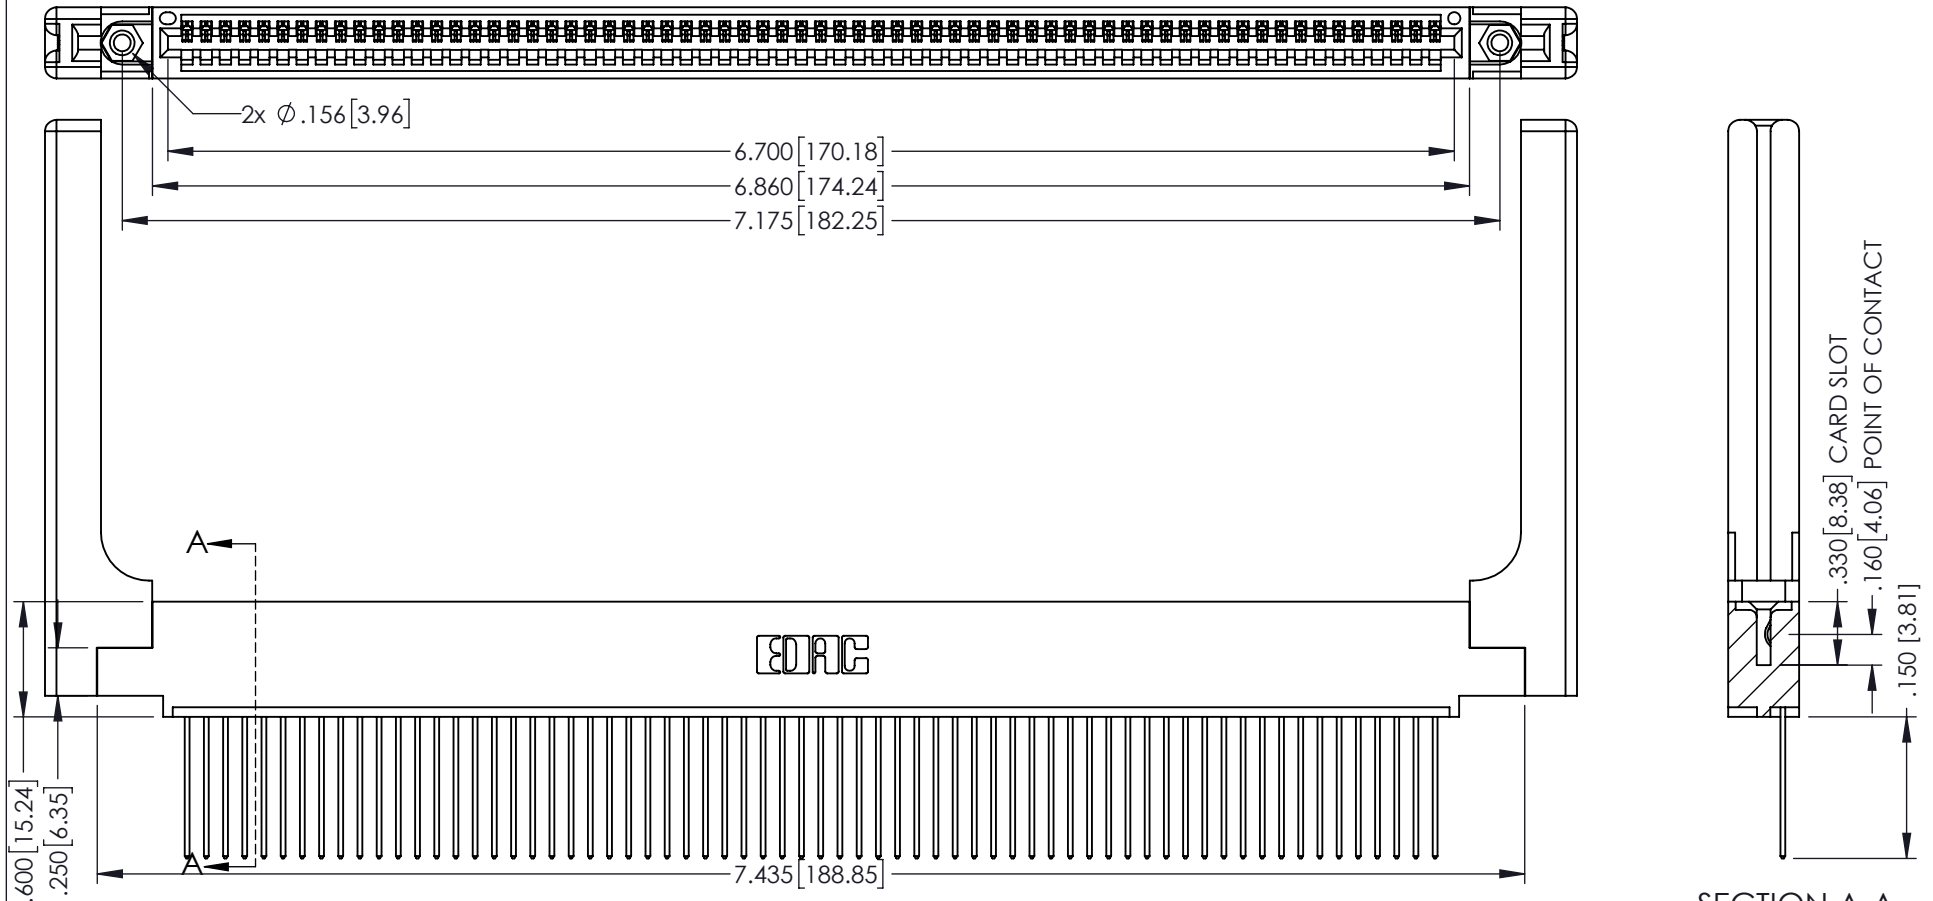 2x Ø.156[3.96]
6.700[170.18]
6.860[174.24]
7.175[182.25]
.330[8.38] CARD SLOT
.160[4.06] POINT OF CONTACT
.150 [3.81]
A
EDAC
.600[15.24]
.250[6.35]
A
7.435[188.85]
SECTION A-A